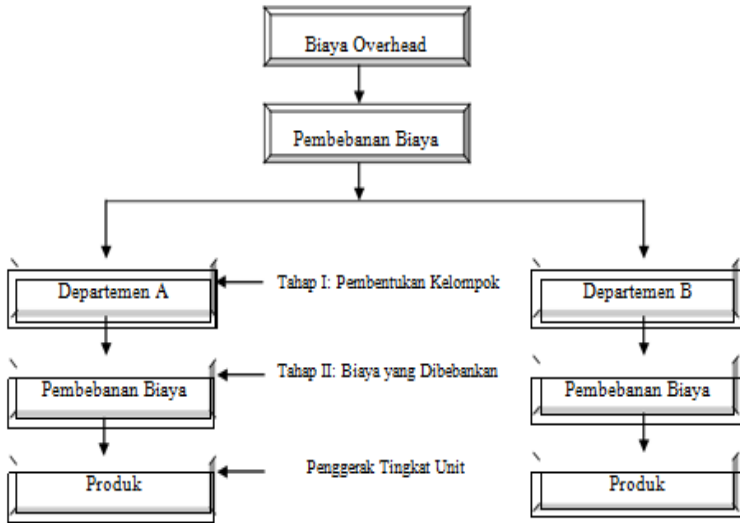 Biaya Overhead
Pembebanan Biaya
Departemen A
Tahap I: Pembentukan Kelompok
Departemen B
Pembebanan Biaya
Tahap II: Biaya yang Dibebankan
Pembebanan Biaya
Produk
Penggerak Tingkat Unit
Produk